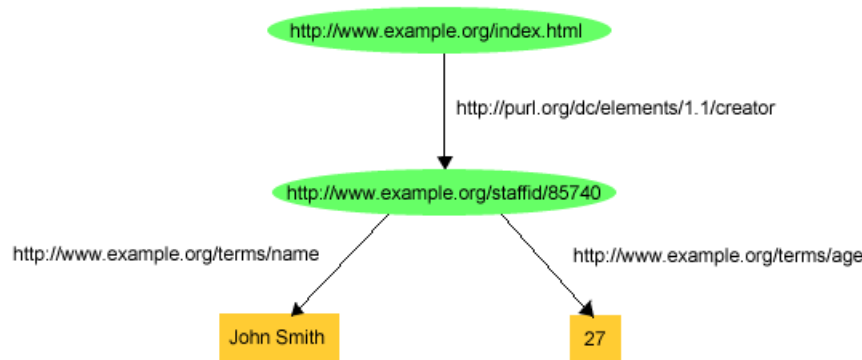 http://www.example.org/index.html
http://purl.org/dc/elements/1.1/creator
http://www.example.org/staffid/85740
http://www.example.org/terms/name
http://www.example.org/terms/age
John Smith
27